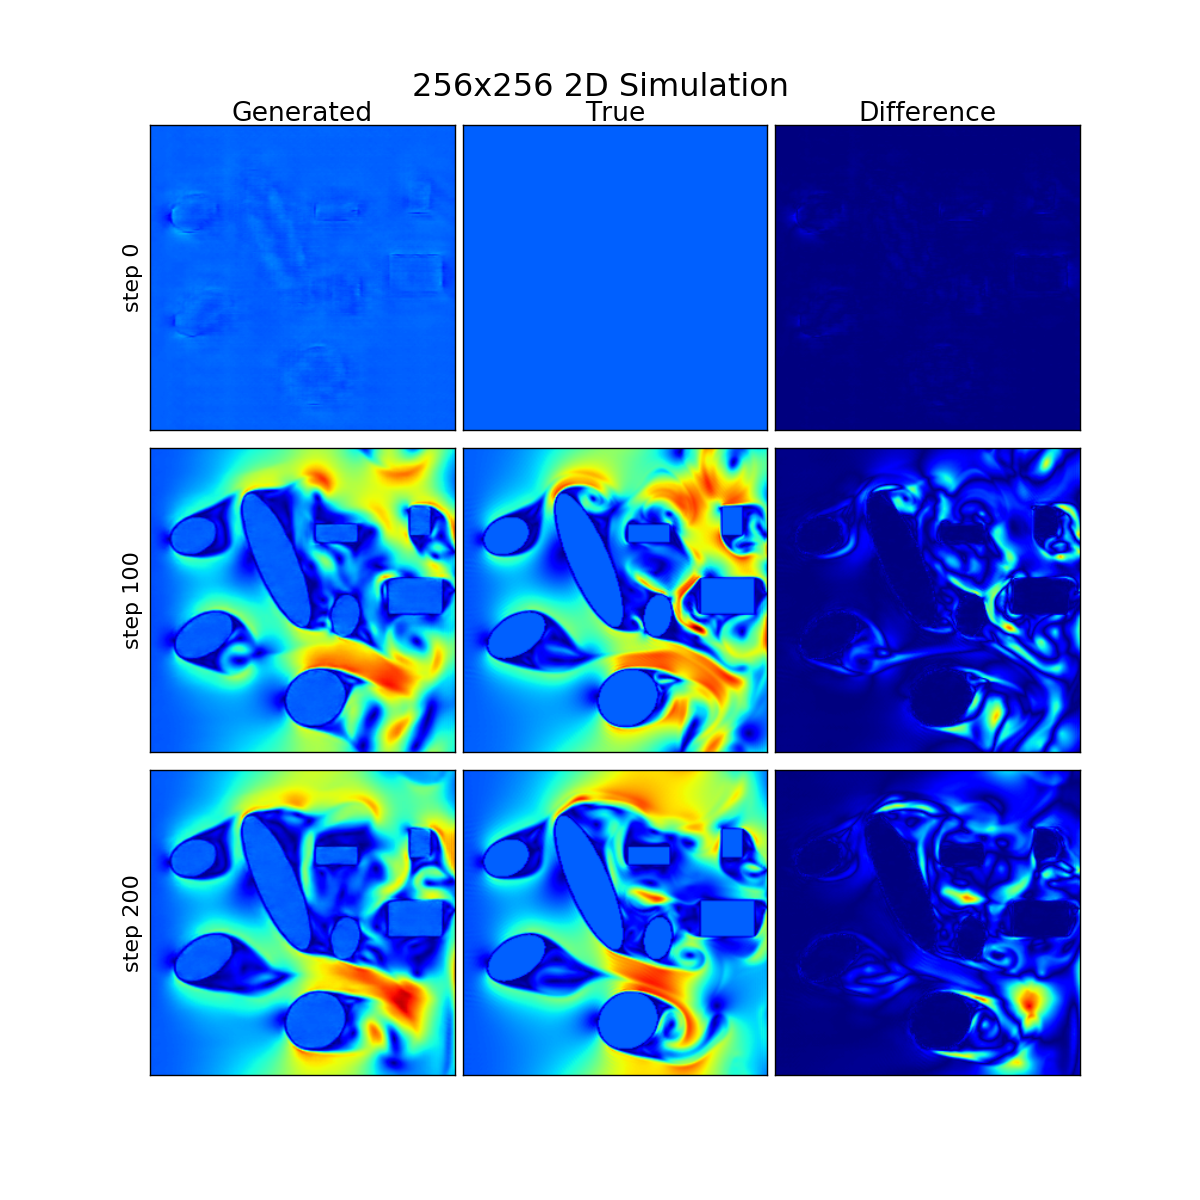 256x256 2D Simulation
Generated True Difference
step 0
step 100
step 200